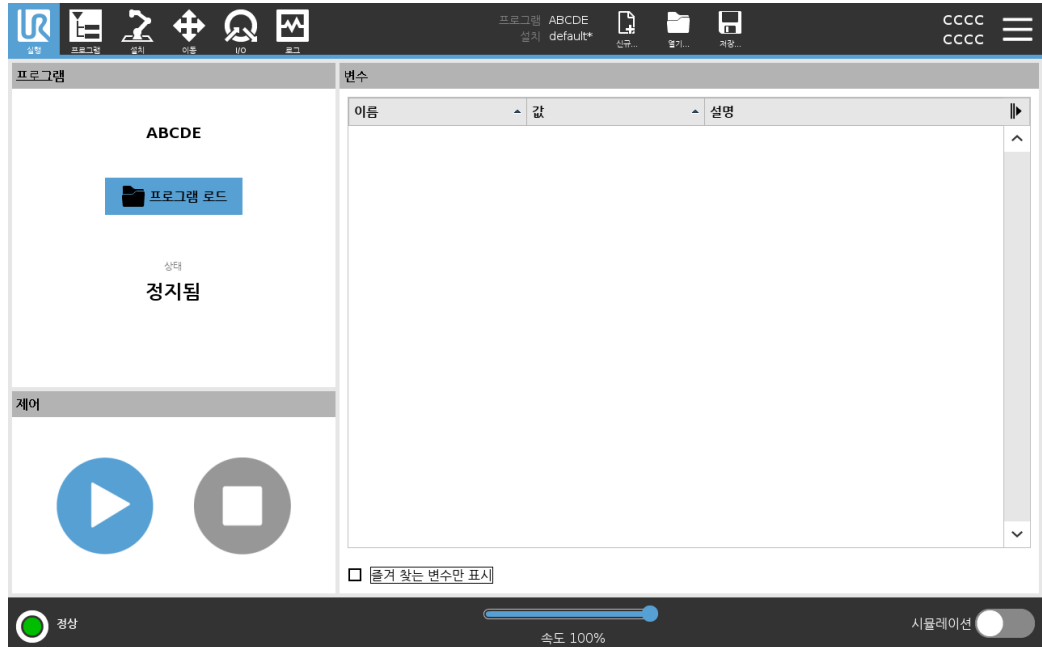 UR
실행
프로그램
설치
이동
I/O
로그
프로그램 ABCDE
설치 default*
신규...
열기...
저장...
CCCC
CCCC
프로그램
ABCDE
프로그램 로드
상태
정지됨
제어
변수
이름
값
설명
즐겨 찾는 변수만 표시
정상
속도 100%
시뮬레이션